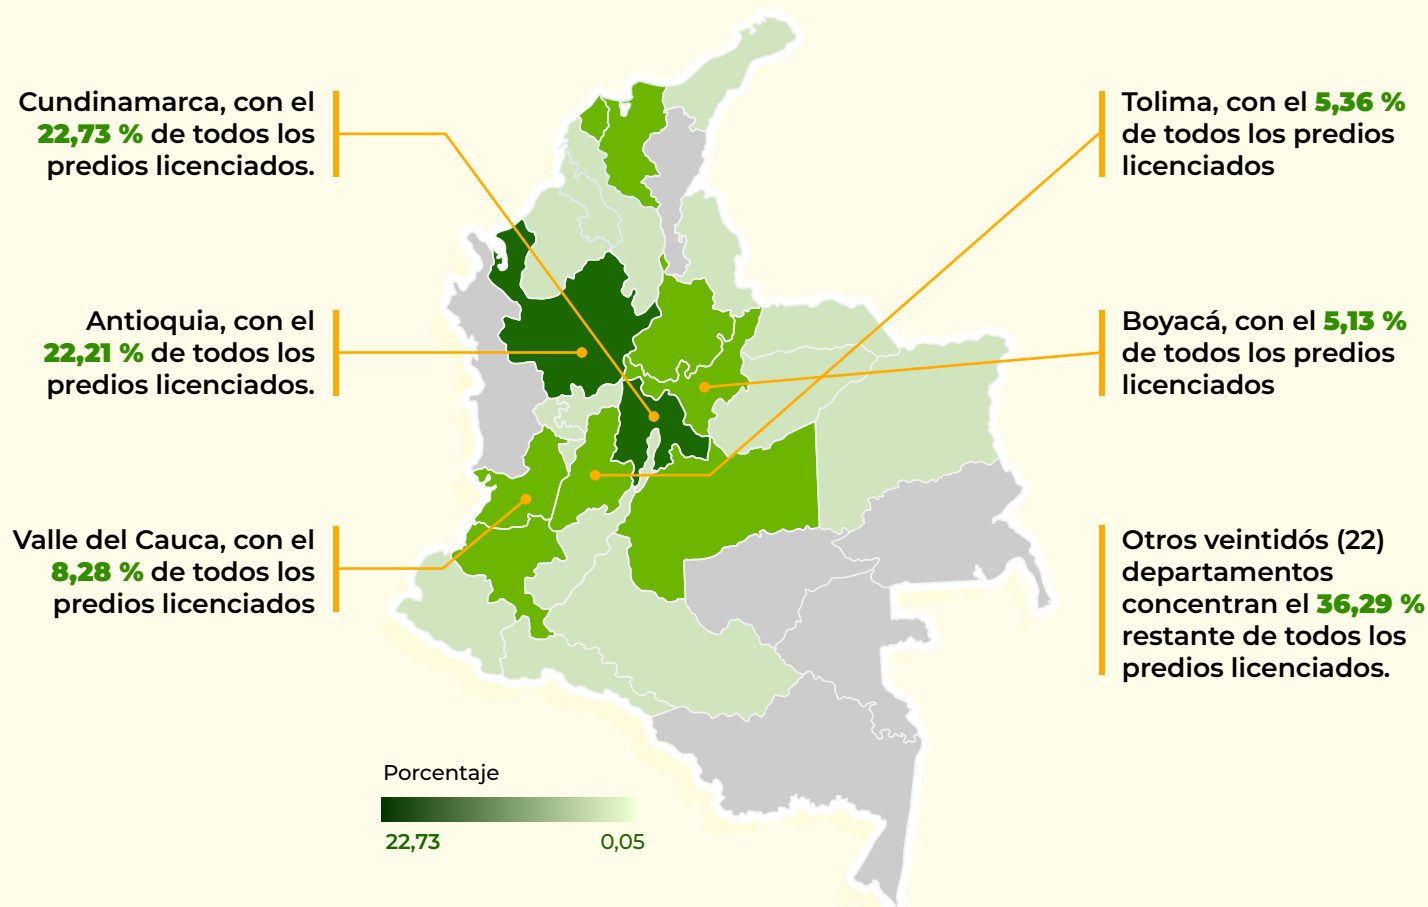 Cundinamarca, con el
22,73 % de todos los
predios licenciados.
Antioquia, con el
22,21 % de todos los
predios licenciados.
Valle del Cauca, con el
8,28 % de todos los
predios licenciados
Tolima, con el 5,36 %
de todos los predios
licenciados
Boyacá, con el 5,13 %
de todos los predios
licenciados
Otros veintidós (22)
departamentos
concentran el 36,29 %
restante de todos los
predios licenciados.
Porcentaje
22,73 0,05